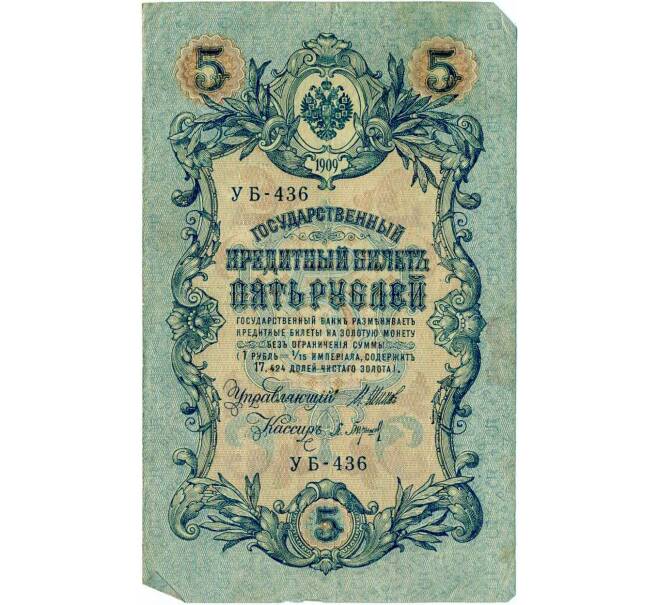 5 5
1909
УБ-436
ГОСУДАРСТВЕННЫЙ
КРЕДИТНЫЙ БИЛЕТЪ
ПЯТЬ РУБЛЕЙ
ГОСУДАРСТВЕННЫЙ БАНКЪ РАЗМѢНИВАЕТЪ
КРЕДИТНЫЕ БИЛЕТЫ НА ЗОЛОТУЮ МОНЕТУ
БЕЗЪ ОГРАНИЧЕНІЯ СУММЫ
(1 РУБЛЬ = 1/15 ИМПЕРІАЛА, СОДЕРЖИТЪ
17,424 ДОЛЕЙ ЧИСТАГО ЗОЛОТА).
Управляющій
Кассиръ
УБ-436
5